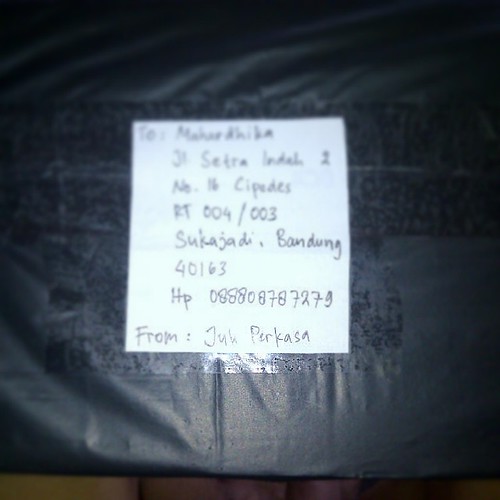 To: Mahardhika
Jl Setra Indah 2
No. 16 Cipedes
RT 004/003
Sukajadi, Bandung
40163
Hp 088808787279
From: Juli Perkasa